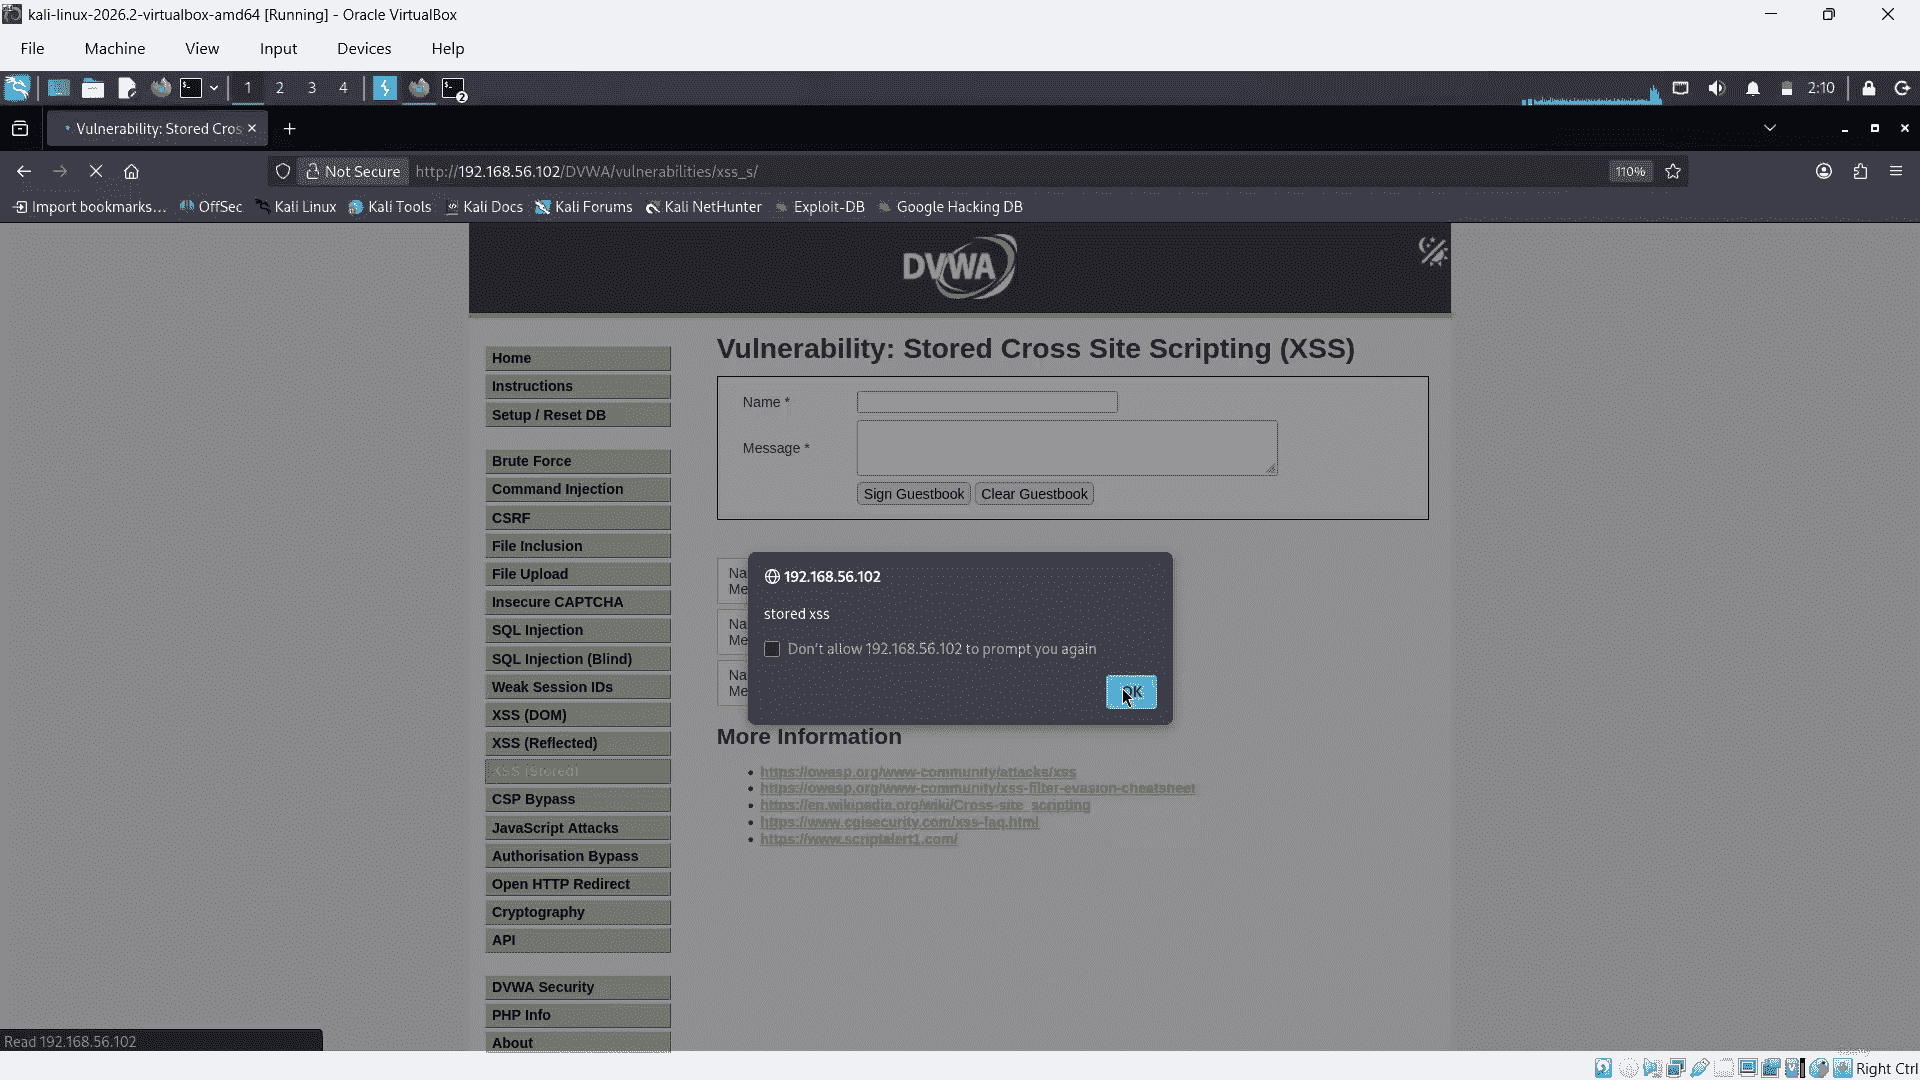 kali-linux-2026.2-virtualbox-amd64 [Running] - Oracle VirtualBox
File Machine View Input Devices Help
1 2 3 4 2 2:10
Vulnerability: Stored Cros
Not Secure http://192.168.56.102/DVWA/vulnerabilities/xss_s/ 110%
Import bookmarks... OffSec Kali Linux Kali Tools Kali Docs Kali Forums Kali NetHunter Exploit-DB Google Hacking DB
DVWA
Home
Instructions
Setup / Reset DB
Brute Force
Command Injection
CSRF
File Inclusion
File Upload
Insecure CAPTCHA
SQL Injection
SQL Injection (Blind)
Weak Session IDs
XSS (DOM)
XSS (Reflected)
XSS (Stored)
CSP Bypass
JavaScript Attacks
Authorisation Bypass
Open HTTP Redirect
Cryptography
API
DVWA Security
PHP Info
About
Vulnerability: Stored Cross Site Scripting (XSS)
Name *
Message *
Sign Guestbook Clear Guestbook
Na
Me
Na
Me
Na
Me
192.168.56.102
stored xss
Don't allow 192.168.56.102 to prompt you again
OK
More Information
https://owasp.org/www-community/attacks/xss
https://owasp.org/www-community/xss-filter-evasion-cheatsheet
https://en.wikipedia.org/wiki/Cross-site_scripting
https://www.cgisecurity.com/xss-faq.html
https://www.scriptalert1.com/
Read 192.168.56.102
Right Ctrl